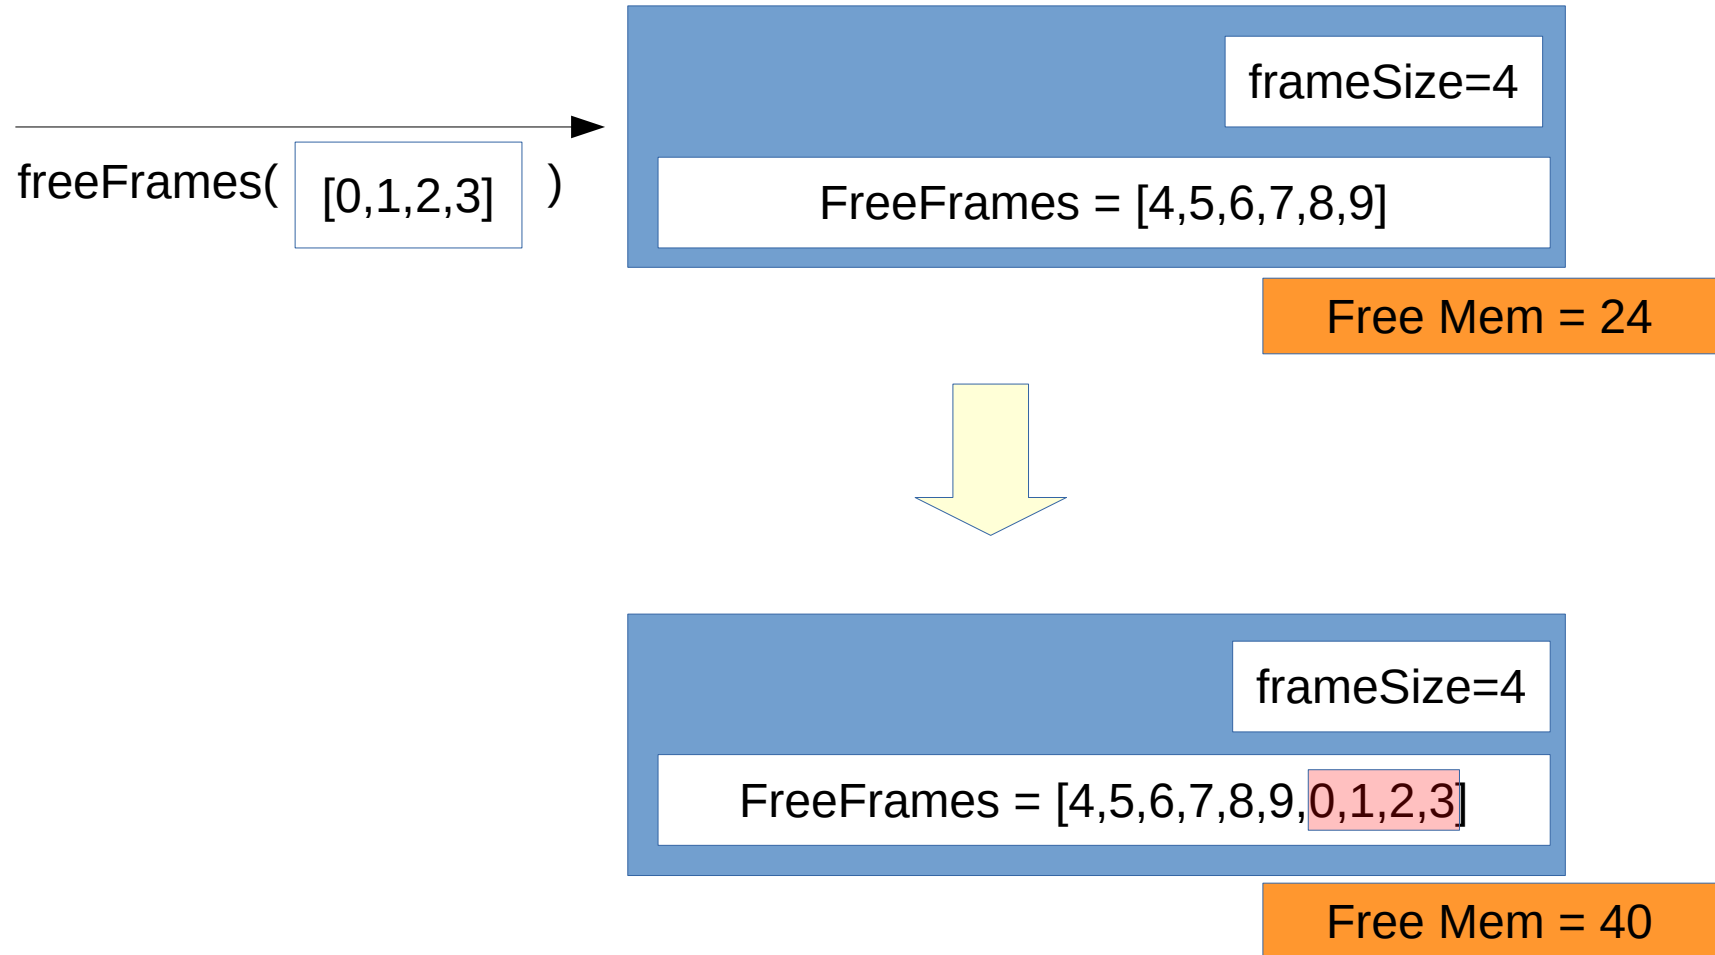 frameSize=4
freeFrames( [0,1,2,3] )
FreeFrames = [4,5,6,7,8,9]
Free Mem = 24
frameSize=4
FreeFrames = [4,5,6,7,8,9,0,1,2,3]
Free Mem = 40